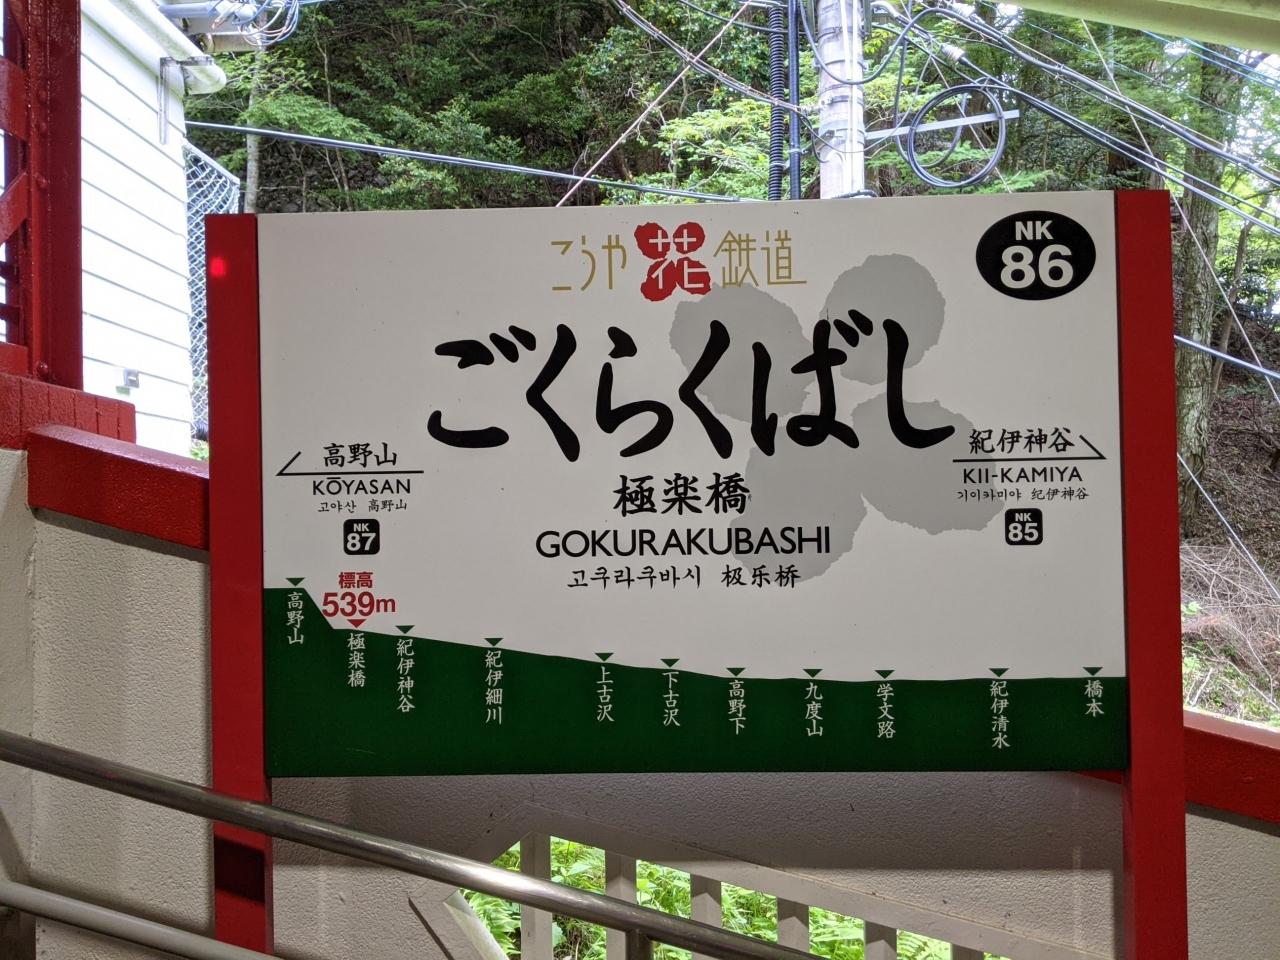 こうや花鉄道
NK
86
ごくらくばし
極楽橋
GOKURAKUBASHI
고쿠라쿠바시 极乐桥
高野山
KŌYASAN
고야산 高野山
NK
87
紀伊神谷
KII-KAMIYA
기이카미야 紀伊神谷
NK
85
標高
539m
高野山
極楽橋
紀伊神谷
紀伊細川
上古沢
下古沢
高野下
九度山
学文路
紀伊清水
橋本